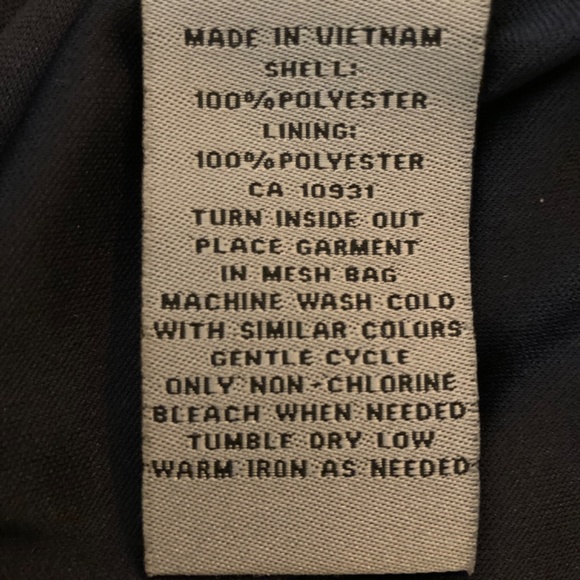 MADE IN VIETNAM
SHELL:
100% POLYESTER
LINING:
100% POLYESTER
CA 10931
TURN INSIDE OUT
PLACE GARMENT
IN MESH BAG
MACHINE WASH COLD
WITH SIMILAR COLORS
GENTLE CYCLE
ONLY NON-CHLORINE
BLEACH WHEN NEEDED
TUMBLE DRY LOW
WARM IRON AS NEEDED